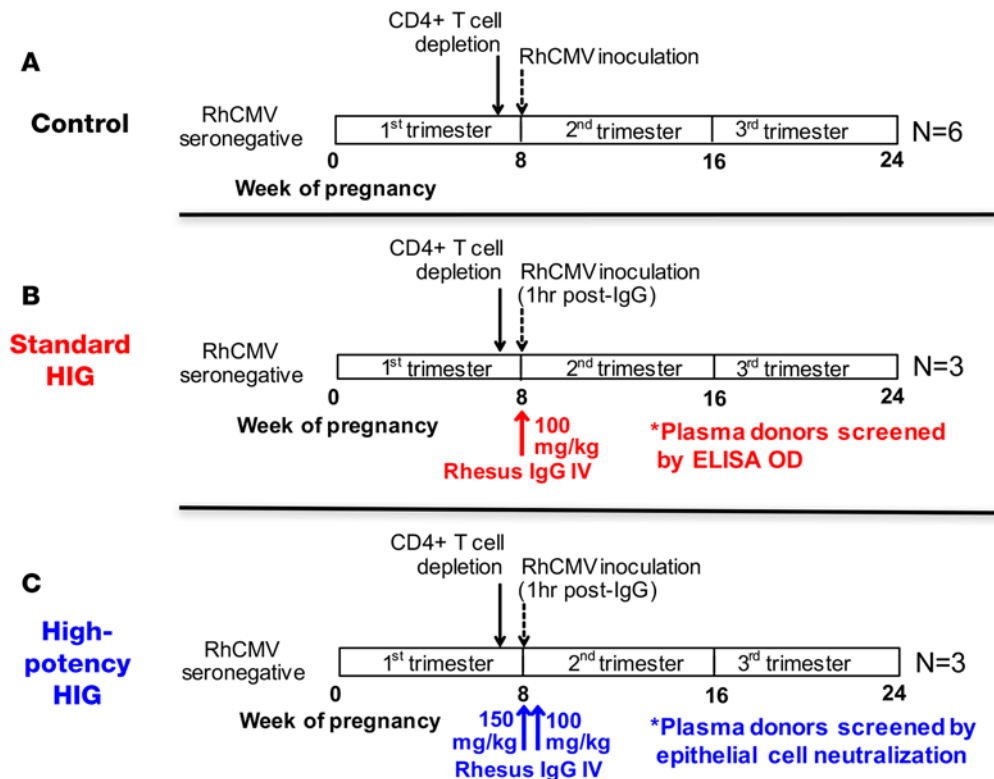 A
Control
CD4+ T cell
depletion
RhCMV inoculation
RhCMV
seronegative
1st trimester
2nd trimester
3rd trimester
N=6
0
8
16
24
Week of pregnancy
B
Standard
HIG
CD4+ T cell
depletion
RhCMV inoculation
(1hr post-IgG)
RhCMV
seronegative
1st trimester
2nd trimester
3rd trimester
N=3
0
8
16
24
Week of pregnancy
100
mg/kg
Rhesus IgG IV
*Plasma donors screened
by ELISA OD
C
High-
potency
HIG
CD4+ T cell
depletion
RhCMV inoculation
(1hr post-IgG)
RhCMV
seronegative
1st trimester
2nd trimester
3rd trimester
N=3
0
8
16
24
Week of pregnancy
150
mg/kg
100
mg/kg
Rhesus IgG IV
*Plasma donors screened by
epithelial cell neutralization